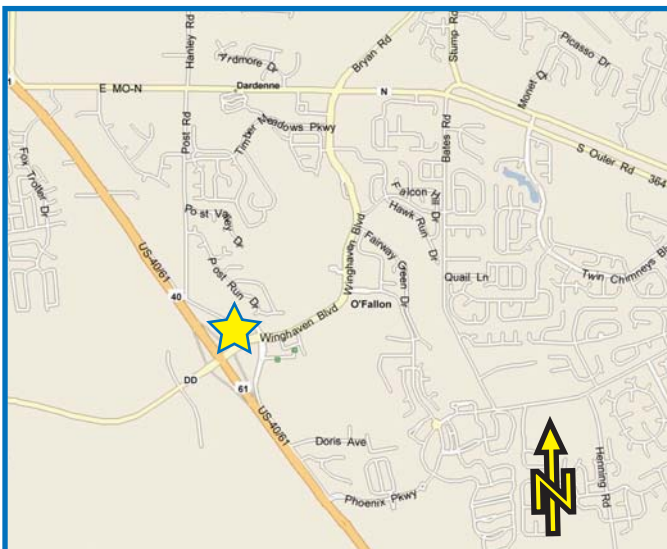 Hanley Rd
Ardmore Dr
Bryan Rd
Stump Rd
Picasso Dr
Monet Dr
E MO-N
Dardenne
N
Timber Meadows Pkwy
Post Rd
Bates Rd
S Outer Rd
364
Fox Trotter Dr
Falcon Hill Dr
Hawk Run Dr
Post Valley Dr
Winghaven Blvd
Fairway Green Dr
Quail Ln
Twin Chimneys B
US-40/61
Post Run Dr
40
O'Fallon
Winghaven Blvd
DD
61
US-40/61
Doris Ave
Phoenix Pkwy
Henning Rd
N